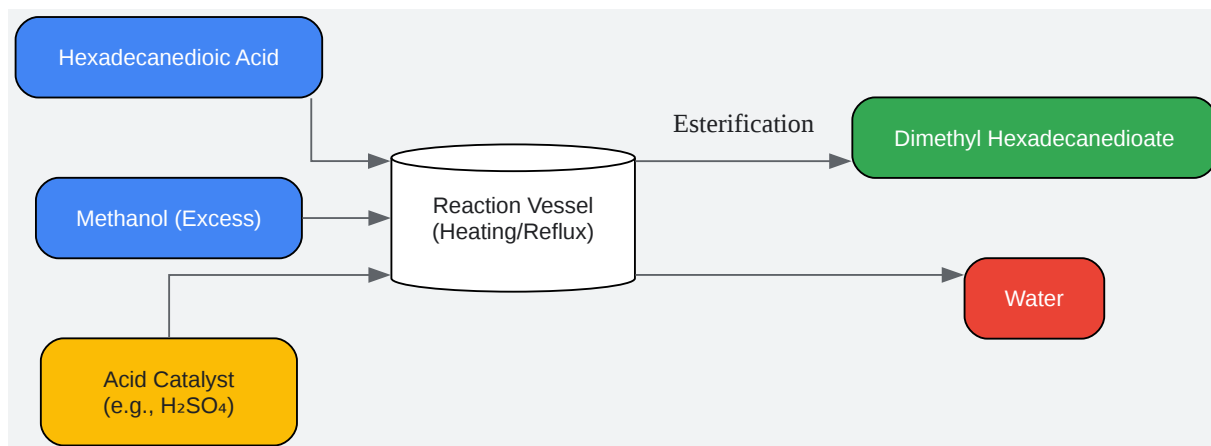 Hexadecanedioic Acid
Esterification
Dimethyl Hexadecanedioate
Methanol (Excess)
Reaction Vessel
(Heating/Reflux)
Water
Acid Catalyst
(e.g., H₂SO₄)